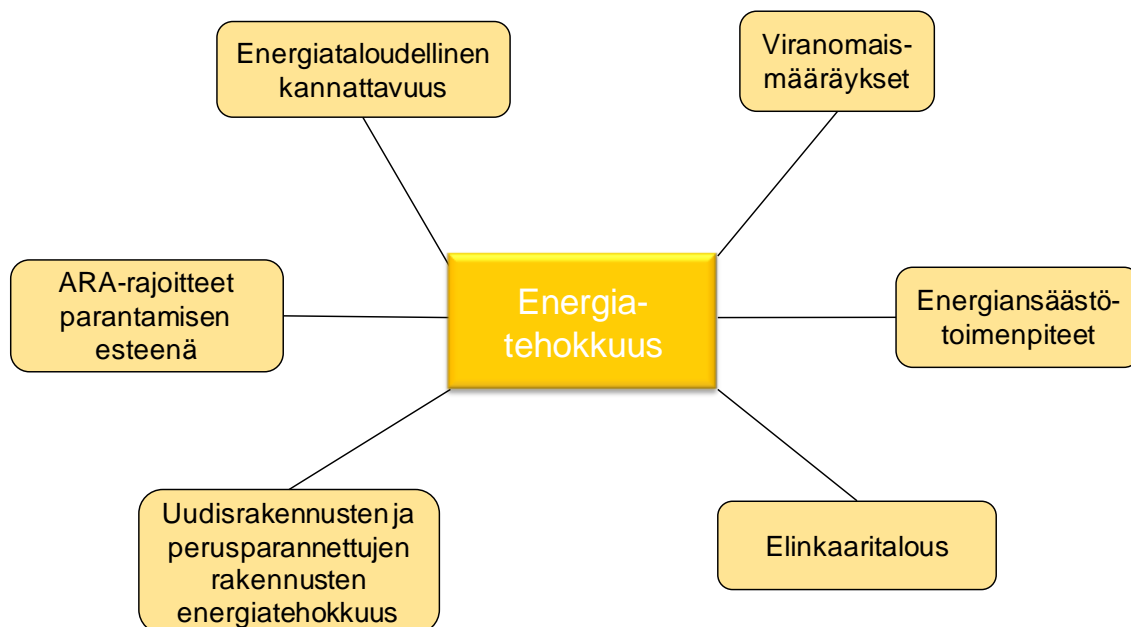 Energiataloudellinen
kannattavuus
Viranomais-
määräykset
ARA-rajoitteet
parantamisen
esteenä
Energia-
tehokkuus
Energiansäästö-
toimenpiteet
Uudisrakennusten ja
perusparannettujen
rakennusten
energiatehokkuus
Elinkaaritalous